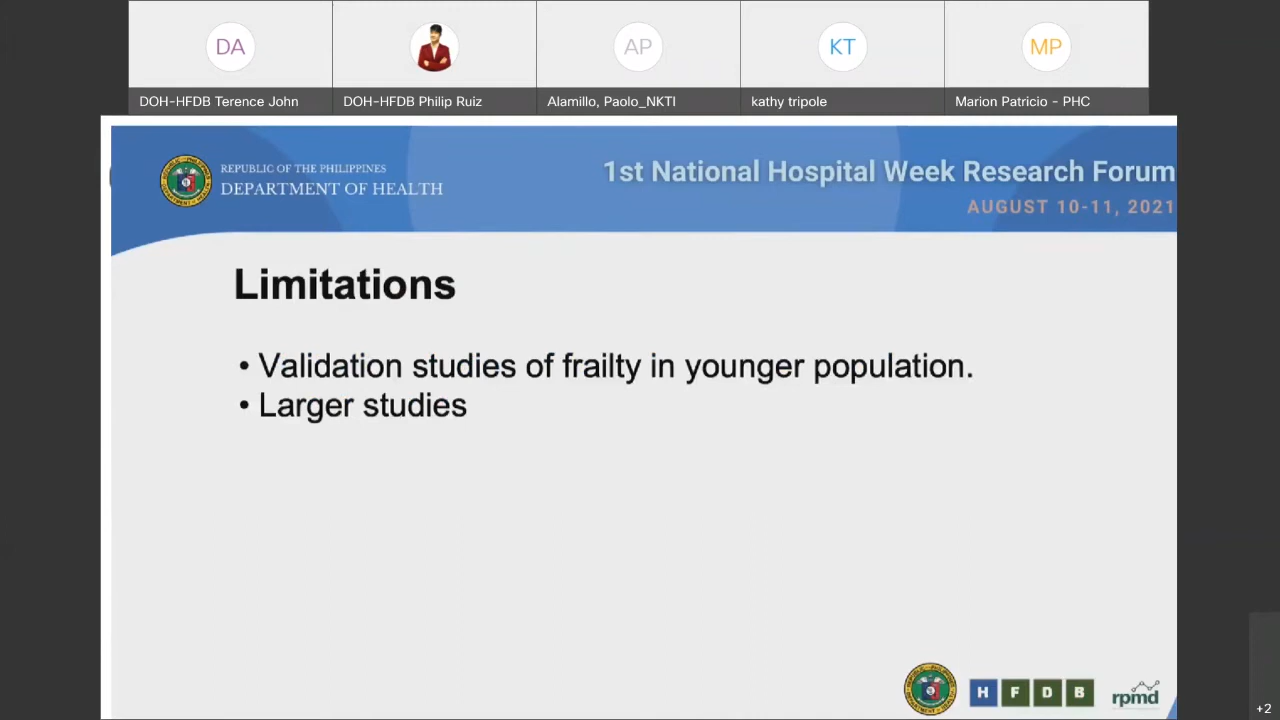 DA
AP
KT
MP
DOH-HFDB Terence John
DOH-HFDB Philip Ruiz
Alamillo, Paolo_NKTI
kathy tripole
Marion Patricio - PHC
REPUBLIC OF THE PHILIPPINES
DEPARTMENT OF HEALTH
1st National Hospital Week Research Forum
AUGUST 10-11, 2021
Limitations
• Validation studies of frailty in younger population.
• Larger studies
H F D B
rpmd
+2